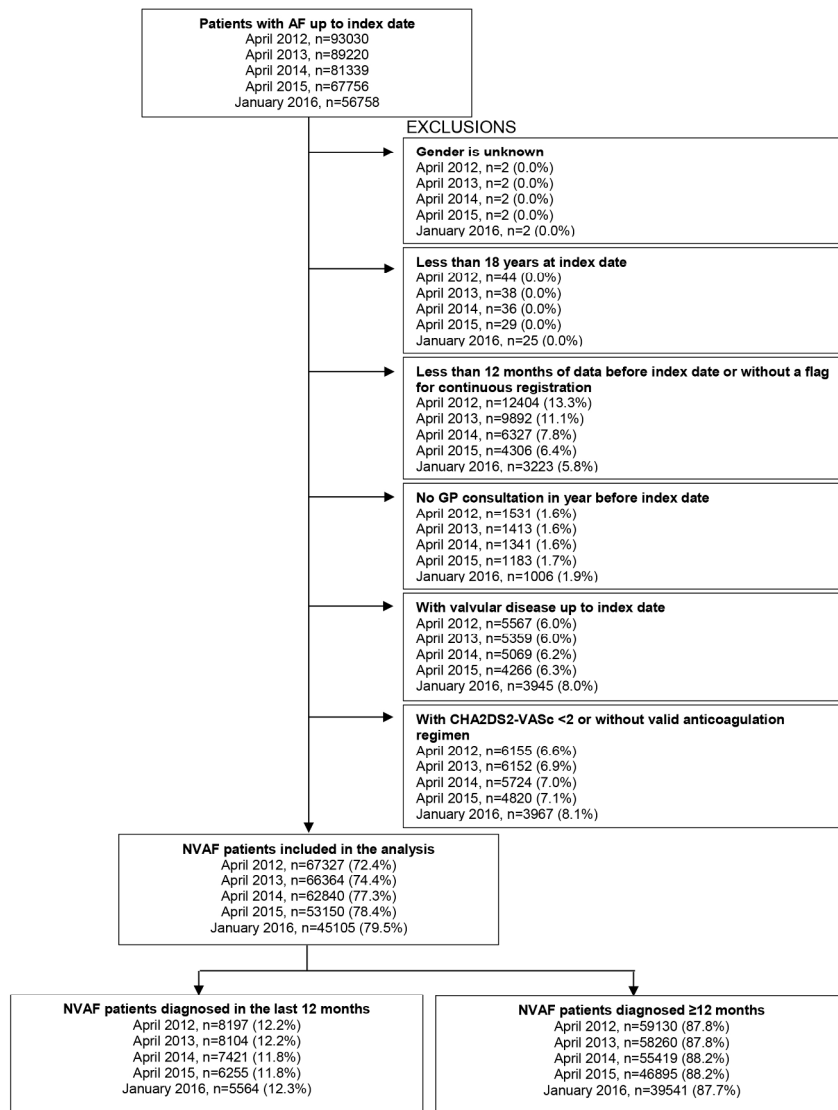 Patients with AF up to index date
April 2012, n=93030
April 2013, n=89220
April 2014, n=81339
April 2015, n=67756
January 2016, n=56758
EXCLUSIONS
Gender is unknown
April 2012, n=2 (0.0%)
April 2013, n=2 (0.0%)
April 2014, n=2 (0.0%)
April 2015, n=2 (0.0%)
January 2016, n=2 (0.0%)
Less than 18 years at index date
April 2012, n=44 (0.0%)
April 2013, n=38 (0.0%)
April 2014, n=36 (0.0%)
April 2015, n=29 (0.0%)
January 2016, n=25 (0.0%)
Less than 12 months of data before index date or without a flag
for continuous registration
April 2012, n=12404 (13.3%)
April 2013, n=9892 (11.1%)
April 2014, n=6327 (7.8%)
April 2015, n=4306 (6.4%)
January 2016, n=3223 (5.8%)
No GP consultation in year before index date
April 2012, n=1531 (1.6%)
April 2013, n=1413 (1.6%)
April 2014, n=1341 (1.6%)
April 2015, n=1183 (1.7%)
January 2016, n=1006 (1.9%)
With valvular disease up to index date
April 2012, n=5567 (6.0%)
April 2013, n=5359 (6.0%)
April 2014, n=5069 (6.2%)
April 2015, n=4266 (6.3%)
January 2016, n=3945 (8.0%)
With CHA2DS2-VASc <2 or without valid anticoagulation
regimen
April 2012, n=6155 (6.6%)
April 2013, n=6152 (6.9%)
April 2014, n=5724 (7.0%)
April 2015, n=4820 (7.1%)
January 2016, n=3967 (8.1%)
NVAF patients included in the analysis
April 2012, n=67327 (72.4%)
April 2013, n=66364 (74.4%)
April 2014, n=62840 (77.3%)
April 2015, n=53150 (78.4%)
January 2016, n=45105 (79.5%)
NVAF patients diagnosed in the last 12 months
April 2012, n=8197 (12.2%)
April 2013, n=8104 (12.2%)
April 2014, n=7421 (11.8%)
April 2015, n=6255 (11.8%)
January 2016, n=5564 (12.3%)
NVAF patients diagnosed ≥12 months
April 2012, n=59130 (87.8%)
April 2013, n=58260 (87.8%)
April 2014, n=55419 (88.2%)
April 2015, n=46895 (88.2%)
January 2016, n=39541 (87.7%)